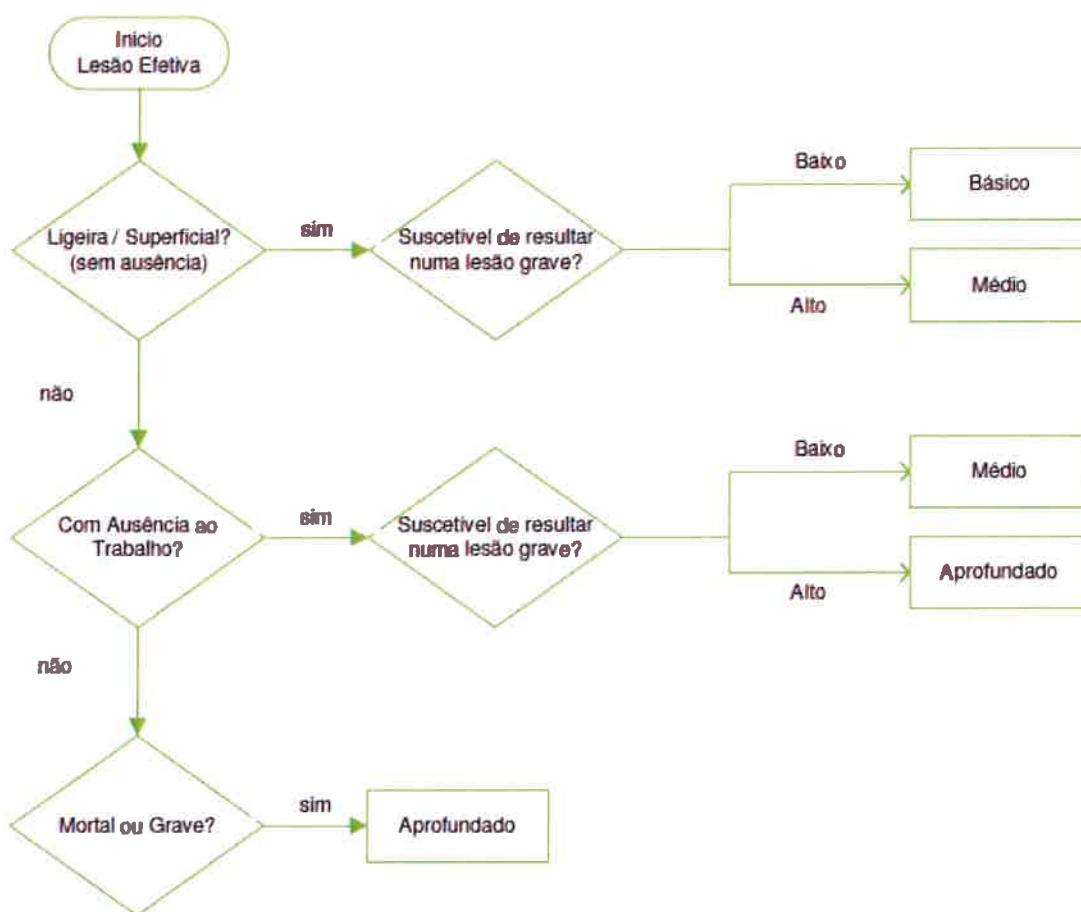 Inicio
Lesão Efetiva
Ligeira / Superficial?
(sem ausência)
sim
Suscetível de resultar
numa lesão grave?
Baixo
Básico
Alto
Médio
não
Com Ausência ao
Trabalho?
sim
Suscetível de resultar
numa lesão grave?
Baixo
Médio
Alto
Aprofundado
não
Mortal ou Grave?
sim
Aprofundado